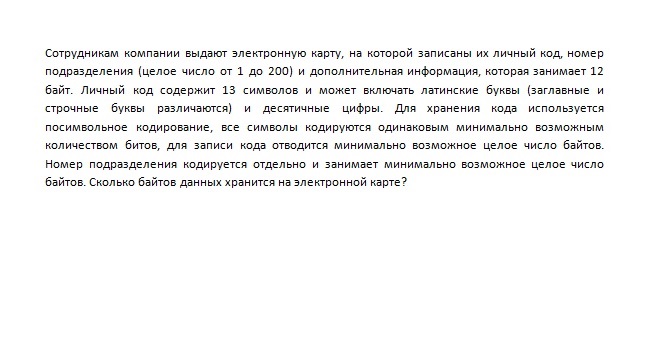 Сотрудникам компании выдают электронную карту, на которой записаны их личный код, номер
подразделения (целое число от 1 до 200) и дополнительная информация, которая занимает 12
байт. Личный код содержит 13 символов и может включать латинские буквы (заглавные и
строчные буквы различаются) и десятичные цифры. Для хранения кода используется
посимвольное кодирование, все символы кодируются одинаковым минимально возможным
количеством битов, для записи кода отводится минимально возможное целое число байтов.
Номер подразделения кодируется отдельно и занимает минимально возможное целое число
байтов. Сколько байтов данных хранится на электронной карте?